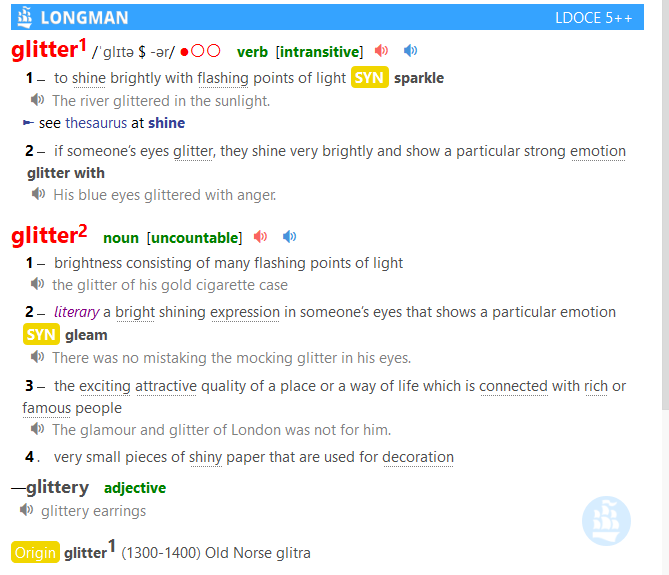 LONGMAN LDOCE 5++
glitter1 /ˈɡlɪtə $ -ər/ ●○○ verb [intransitive]
1 – to shine brightly with flashing points of light SYN sparkle
The river glittered in the sunlight.
► see thesaurus at shine
2 – if someone’s eyes glitter, they shine very brightly and show a particular strong emotion
glitter with
His blue eyes glittered with anger.
glitter2 noun [uncountable]
1 – brightness consisting of many flashing points of light
the glitter of his gold cigarette case
2 – literary a bright shining expression in someone’s eyes that shows a particular emotion
SYN gleam
There was no mistaking the mocking glitter in his eyes.
3 – the exciting attractive quality of a place or a way of life which is connected with rich or
famous people
The glamour and glitter of London was not for him.
4 . very small pieces of shiny paper that are used for decoration
—glittery adjective
glittery earrings
Origin glitter1 (1300-1400) Old Norse glitra